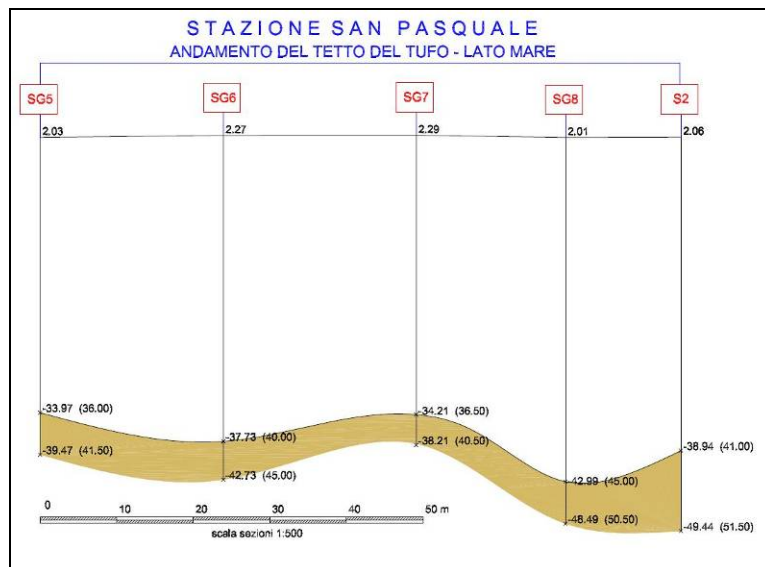 STAZIONE SAN PASQUALE
ANDAMENTO DEL TETTO DEL TUFO - LATO MARE
SG5 SG6 SG7 SG8 S2
2.03 2.27 2.29 2.01 2.06
-33.97 (36.00)
-37.73 (40.00)
-34.21 (36.50)
-42.99 (45.00)
-38.94 (41.00)
-39.47 (41.50)
-42.73 (45.00)
-38.21 (40.50)
-48.49 (50.50)
-49.44 (51.50)
0 10 20 30 40 50 m
scala sezioni 1:500